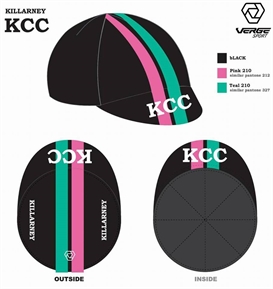 KILLARNEY
KCC
VERGE
SPORT
bLACK
Pink 210
similar pantone 212
Teal 210
similar pantone 327
KCC
KCC
KCC
KILLARNEY
KILLARNEY
OUTSIDE
INSIDE